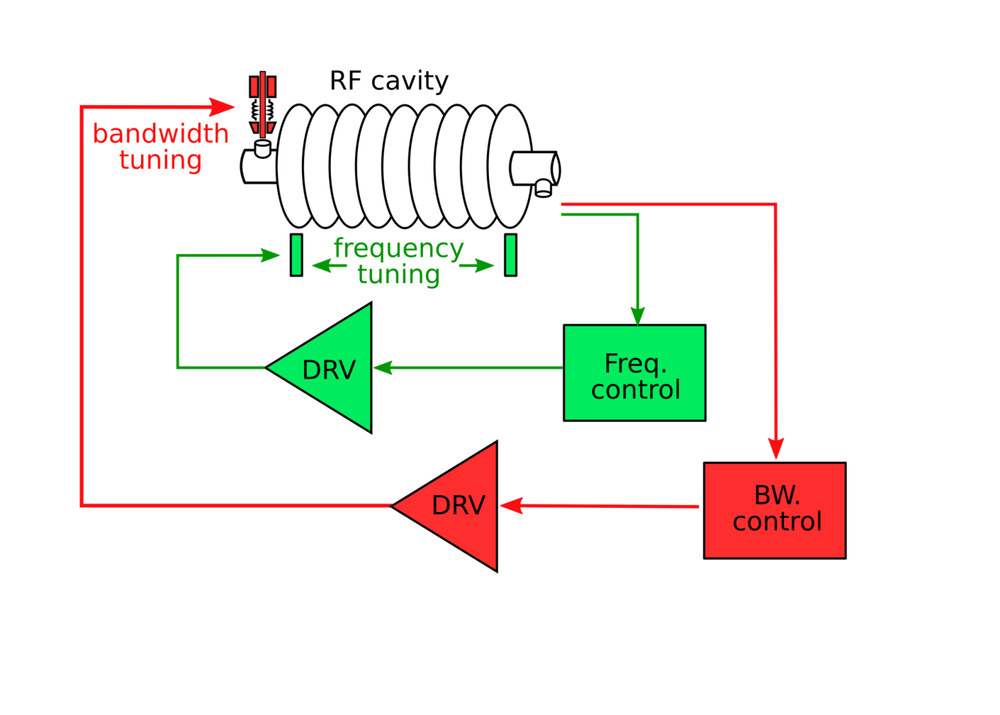 RF cavity
bandwidth
tuning
frequency
tuning
DRV
Freq.
control
DRV
BW.
control